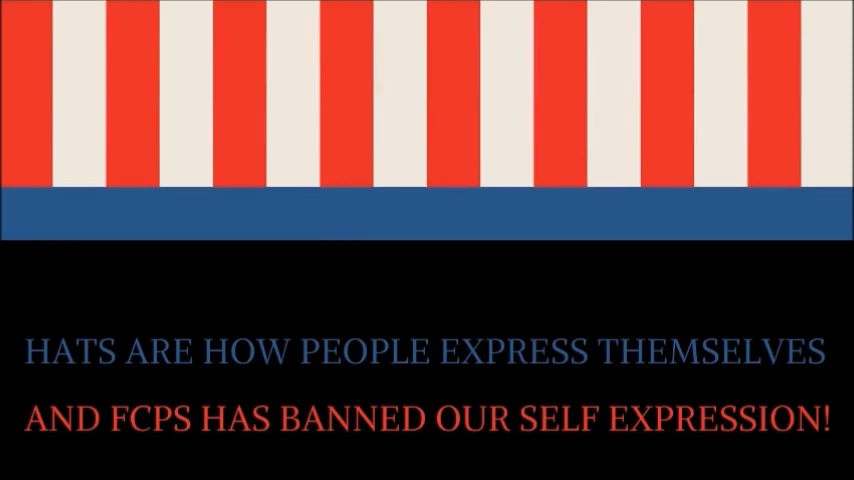 HATS ARE HOW PEOPLE EXPRESS THEMSELVES
AND FCPS HAS BANNED OUR SELF EXPRESSION!